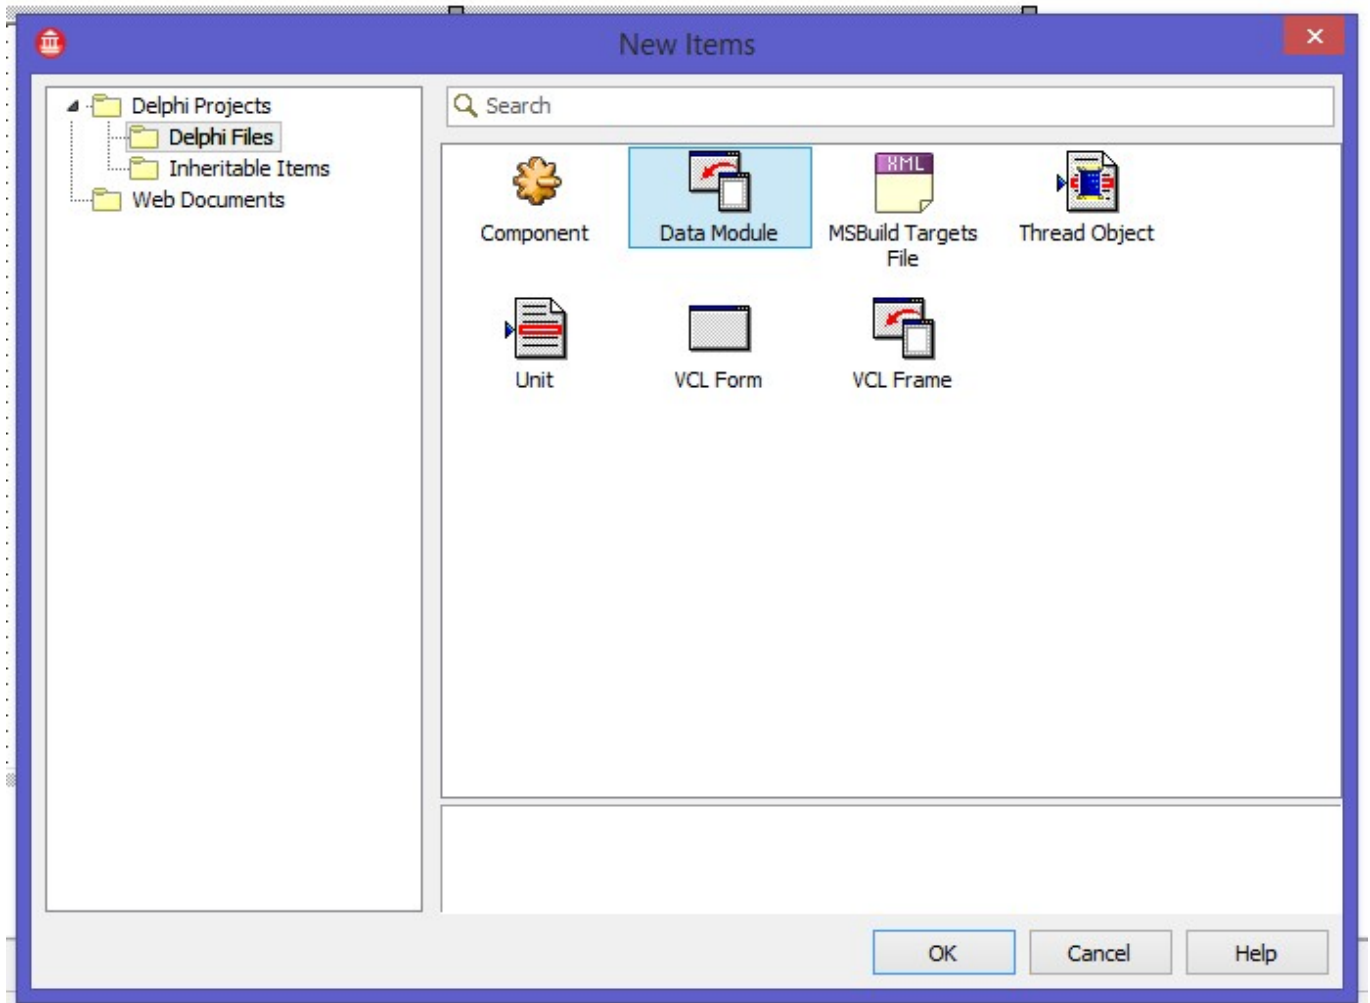 New Items
Delphi Projects
Delphi Files
Inheritable Items
Web Documents
Search
Component
Data Module
XML
MSBuild Targets
File
Thread Object
Unit
VCL Form
VCL Frame
OK
Cancel
Help